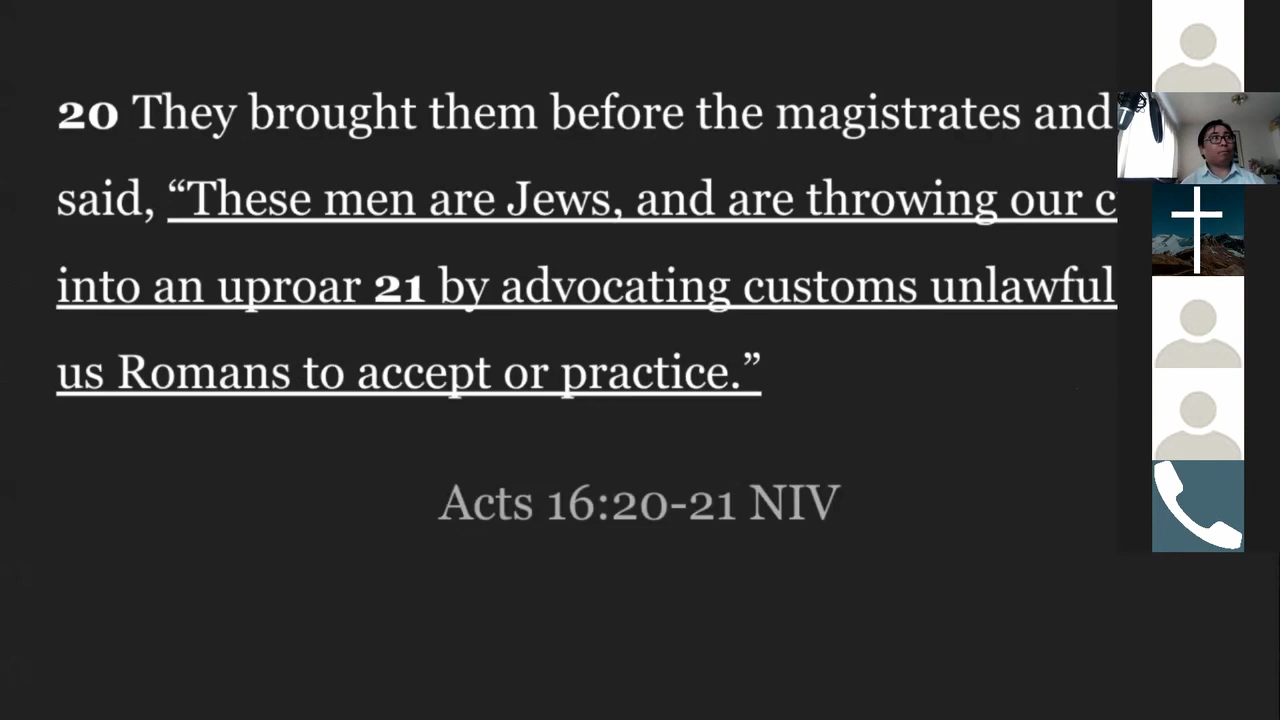 20 They brought them before the magistrates and
said, “These men are Jews, and are throwing our c
into an uproar 21 by advocating customs unlawful
us Romans to accept or practice.”
Acts 16:20-21 NIV